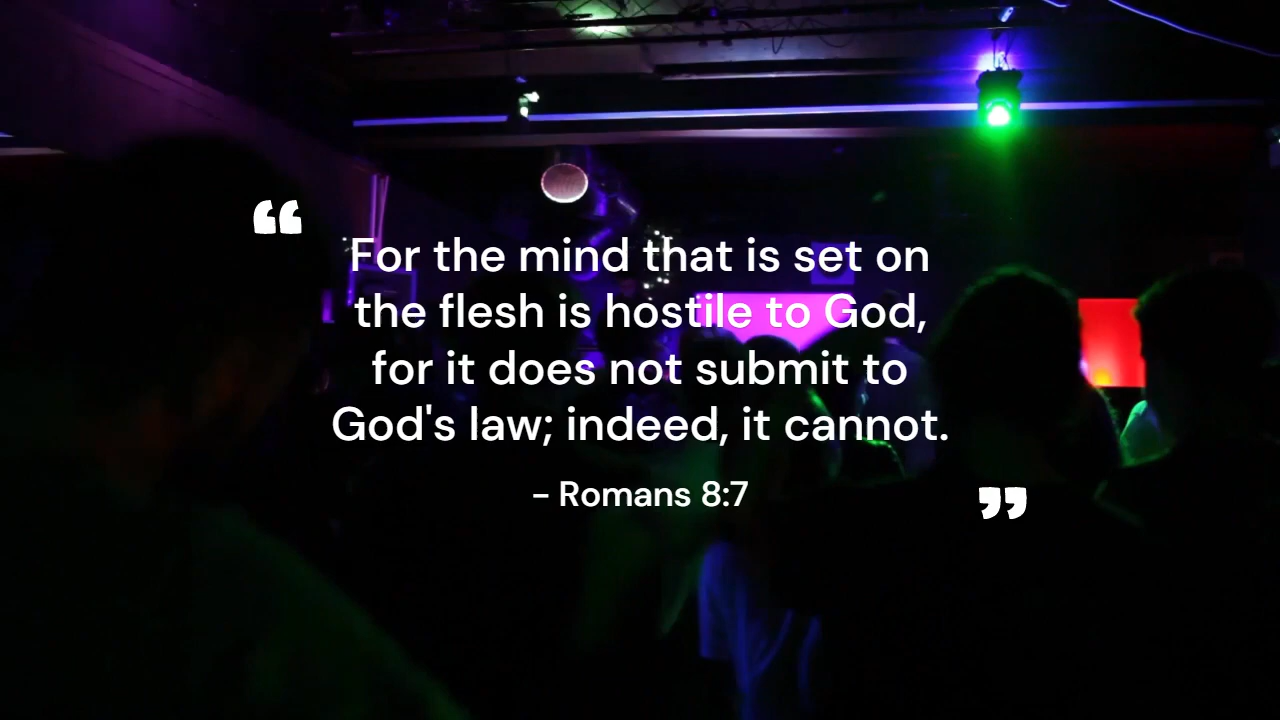 “
For the mind that is set on
the flesh is hostile to God,
for it does not submit to
God's law; indeed, it cannot.
– Romans 8:7
”